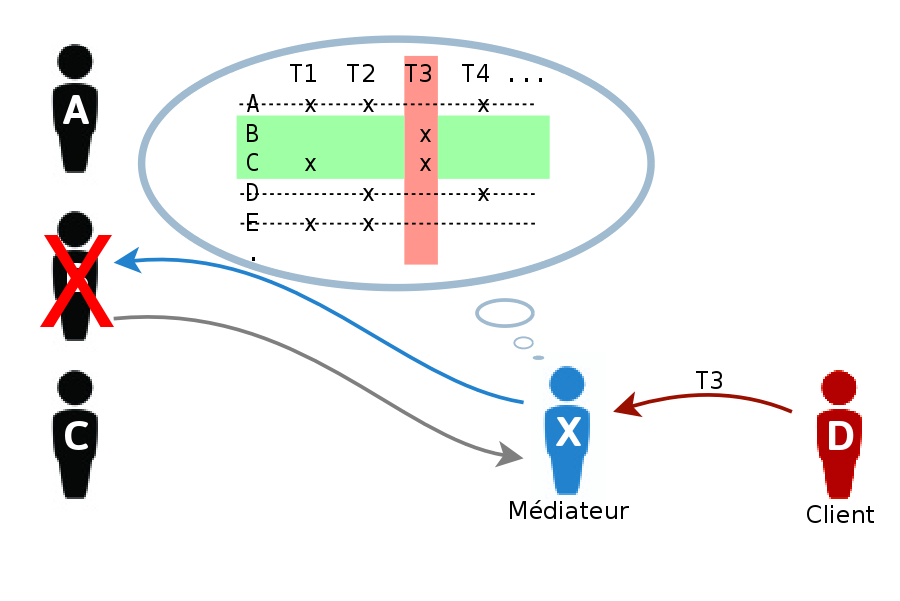 T1 T2 T3 T4 ...
A x x x
B x
C x x
D x x
E x x
.
A
C
T3
X
D
Médiateur
Client